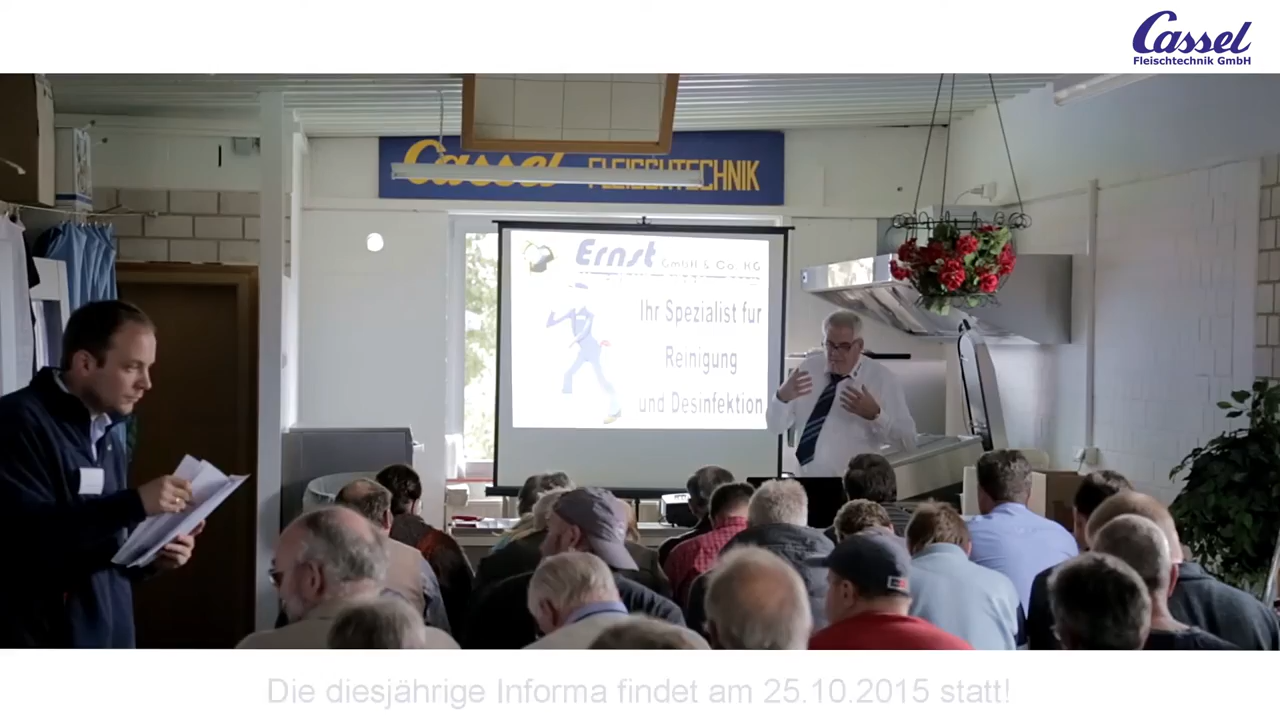 Cassel
Fleischtechnik GmbH
Cassel FLEISCHTECHNIK
Ernst GmbH & Co. KG
Ihr Spezialist für
Reinigung
und Desinfektion
Die diesjährige Informa findet am 25.10.2015 statt!